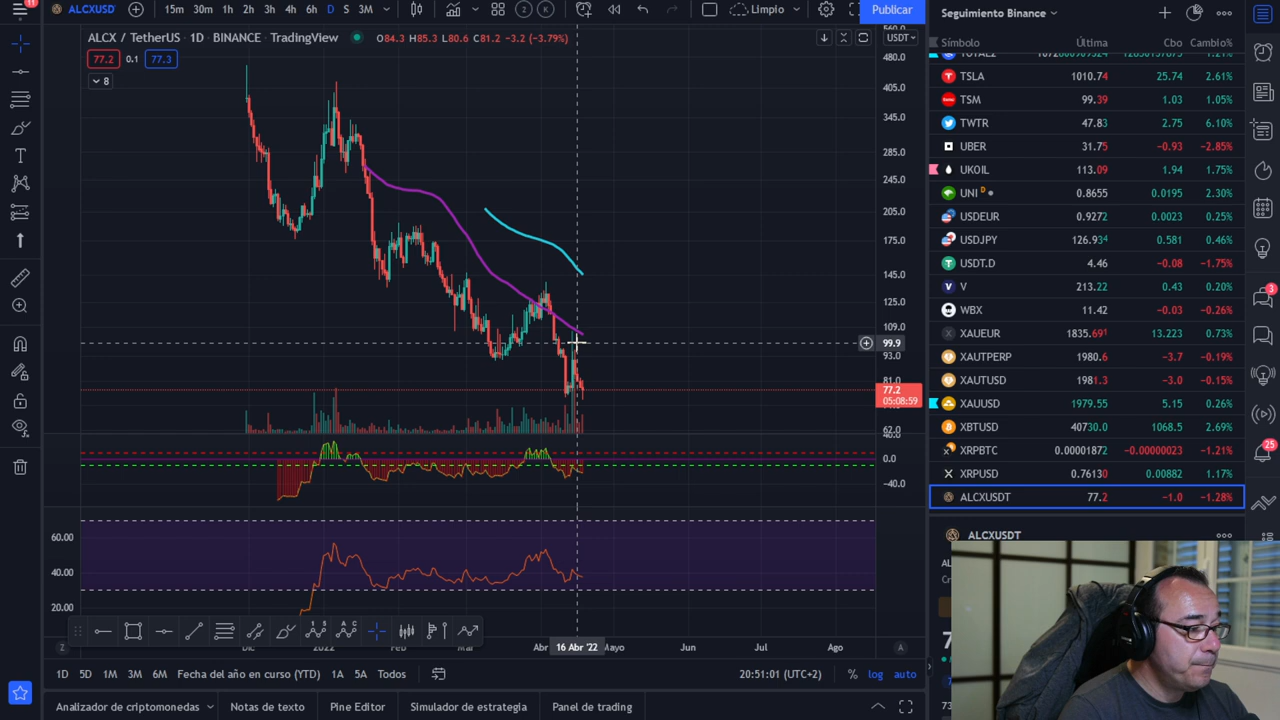 11
ALCXUSD
15m 30m 1h 2h 3h 4h 6h D S 3M
2 K
Limpio
Publicar
Seguimiento Binance
ALCX / TetherUS · 1D · BINANCE · TradingView
O84.3 H85.3 L80.6 C81.2 −3.2 (−3.79%)
77.2 0.1 77.3
8
USDT
480.0
405.0
345.0
285.0
245.0
205.0
175.0
145.0
125.0
109.0
99.9
93.0
81.0
77.2
05:08:59
62.0
40.0
0.0
−40.0
60.00
40.00
20.00
Símbolo Última Cbo Cambio%
TSLA 1010.74 25.74 2.61%
TSM 99.39 1.03 1.05%
TWTR 47.83 2.75 6.10%
UBER 31.75 −0.93 −2.85%
UKOIL 113.09 1.94 1.75%
UNI D 0.8655 0.0195 2.30%
USDEUR 0.9272 0.0023 0.25%
USDJPY 126.934 0.581 0.46%
USDT.D 4.46 −0.08 −1.75%
V 213.22 0.43 0.20%
WBX 11.42 −0.03 −0.26%
XAUEUR 1835.691 13.223 0.73%
XAUTPERP 1980.6 −3.7 −0.19%
XAUTUSD 1981.3 −3.0 −0.15%
XAUUSD 1979.55 5.15 0.26%
XBTUSD 40730.0 1068.5 2.69%
XRPBTC 0.00001872 −0.00000023 −1.21%
XRPUSD 0.76130 0.00882 1.17%
ALCXUSDT 77.2 −1.0 −1.28%
ALCXUSDT
3
25
Dic 2022 Feb Mar Abr 16 Abr '22 Mayo Jun Jul Ago
Z
A
1D 5D 1M 3M 6M Fecha del año en curso (YTD) 1A 5A Todos
20:51:01 (UTC+2) % log auto
Analizador de criptomonedas Notas de texto Pine Editor Simulador de estrategia Panel de trading